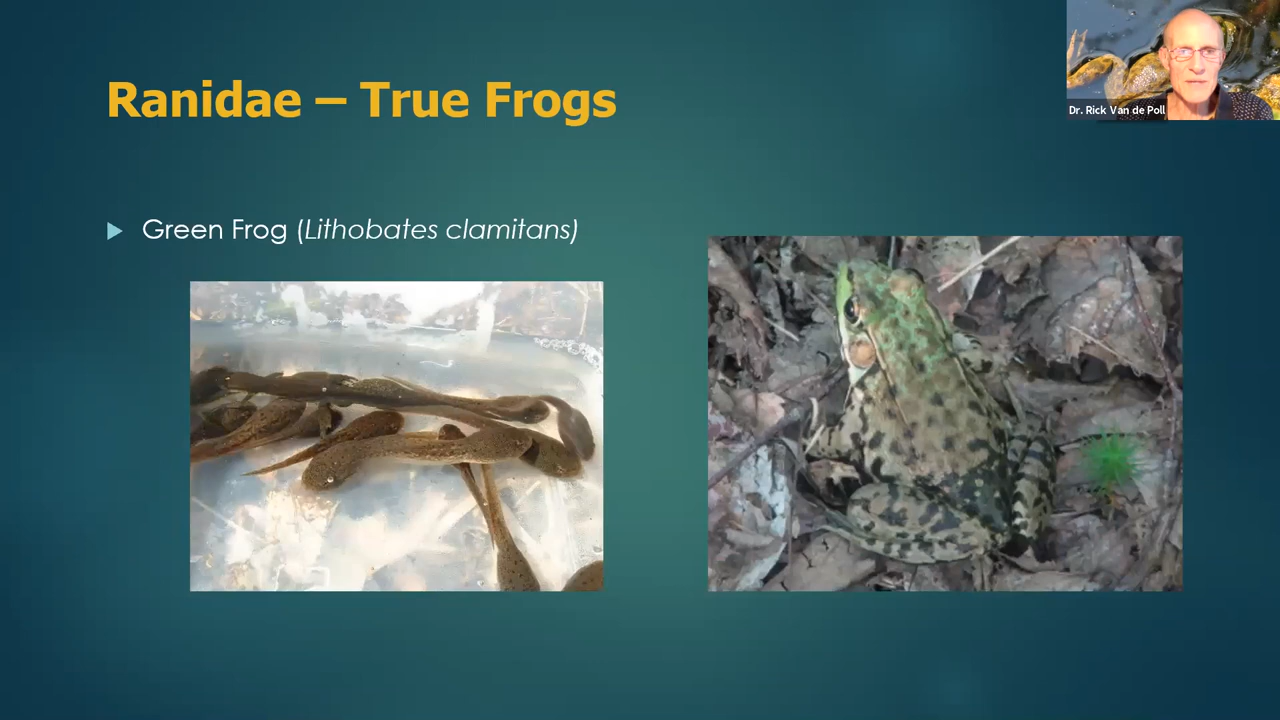 Ranidae – True Frogs
Dr. Rick Van de Poll
Green Frog (Lithobates clamitans)